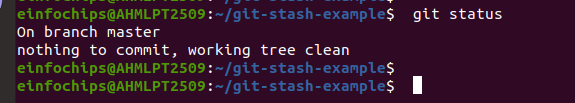 einfochips@AHMLPT2509:~/git-stash-example$  git status
On branch master
nothing to commit, working tree clean
einfochips@AHMLPT2509:~/git-stash-example$
einfochips@AHMLPT2509:~/git-stash-example$